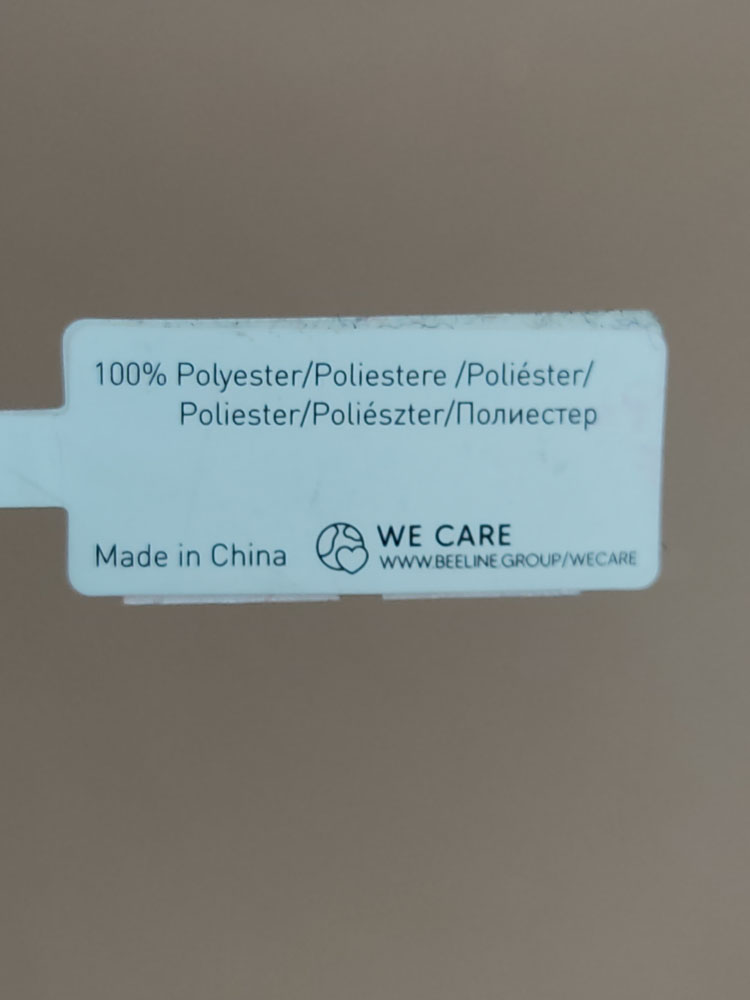 100% Polyester/Poliestere /Poliéster/
Poliester/Poliészter/Полиестер
Made in China
WE CARE
WWW.BEELINE.GROUP/WECARE